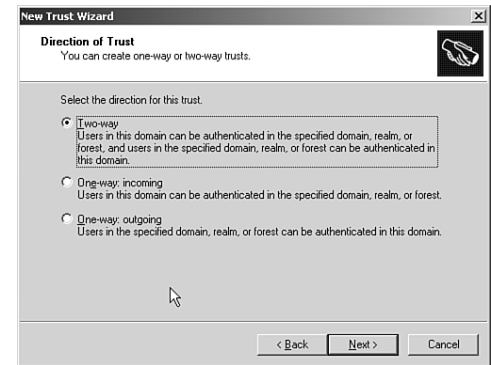 New Trust Wizard
Direction of Trust
You can create one-way or two-way trusts.
Select the direction for this trust.
Two-way
Users in this domain can be authenticated in the specified domain, realm, or
forest, and users in the specified domain, realm, or forest can be authenticated in
this domain.
One-way: incoming
Users in this domain can be authenticated in the specified domain, realm, or forest.
One-way: outgoing
Users in the specified domain, realm, or forest can be authenticated in this domain.
< Back Next > Cancel